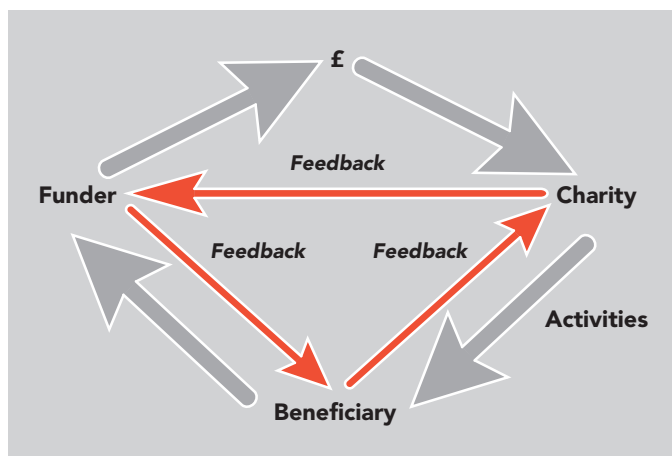 £
Feedback
Funder
Charity
Feedback
Feedback
Activities
Beneficiary